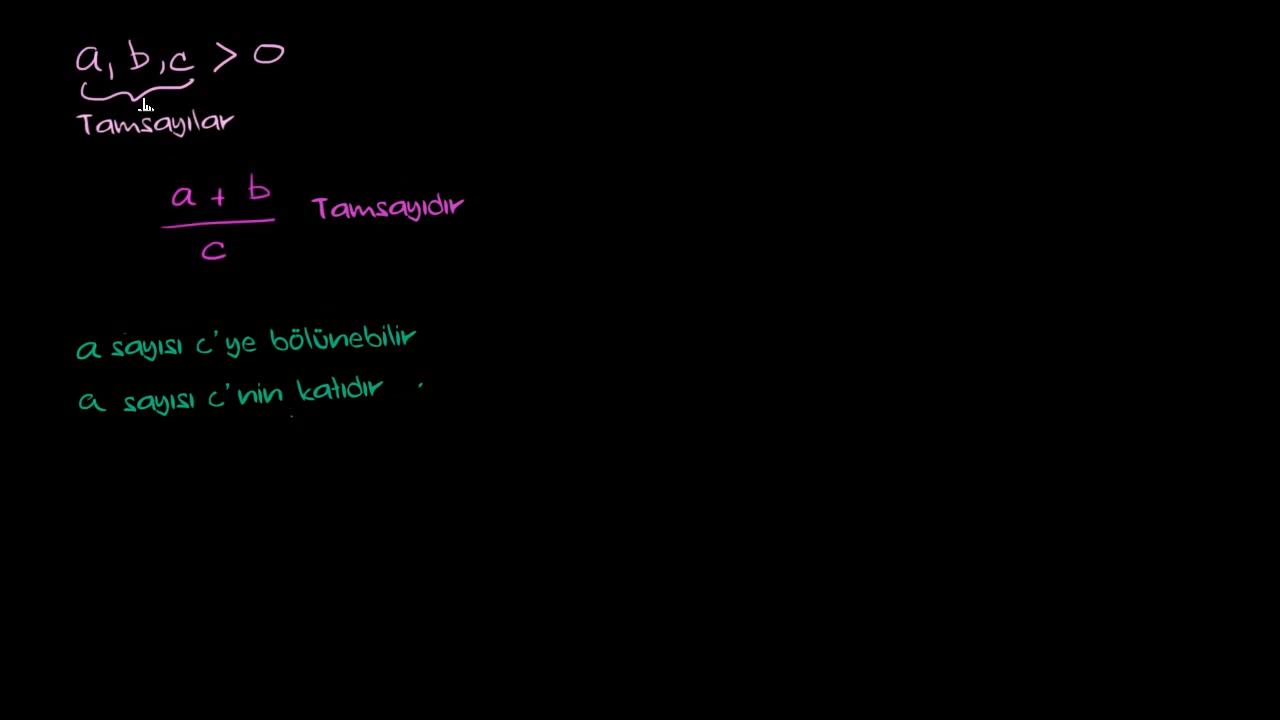 a, b, c > 0
Tamsayılar
a + b
c
Tamsayıdır
a sayısı c'ye bölünebilir
a sayısı c'nin katıdır